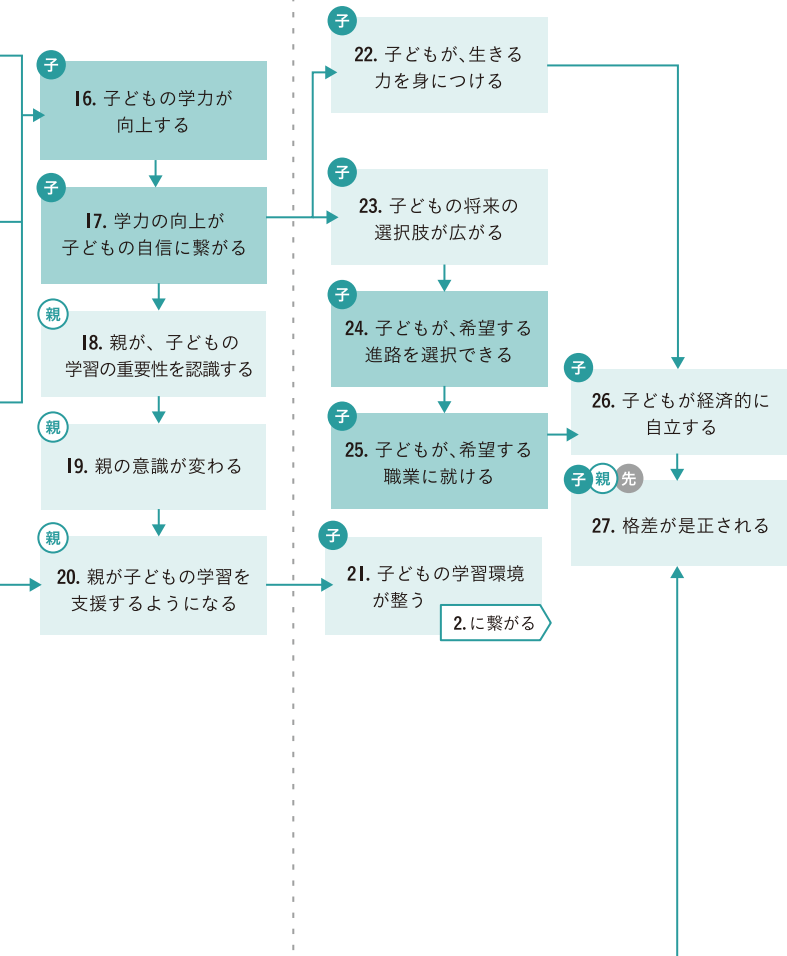 子
16. 子どもの学力が
向上する
子
17. 学力の向上が
子どもの自信に繋がる
親
18. 親が、子どもの
学習の重要性を認識する
親
19. 親の意識が変わる
親
20. 親が子どもの学習を
支援するようになる
子
21. 子どもの学習環境
が整う
2.に繋がる
子
22. 子どもが、生きる
力を身につける
子
23. 子どもの将来の
選択肢が広がる
子
24. 子どもが、希望する
進路を選択できる
子
25. 子どもが、希望する
職業に就ける
子
26. 子どもが経済的に
自立する
子 親 先
27. 格差が是正される